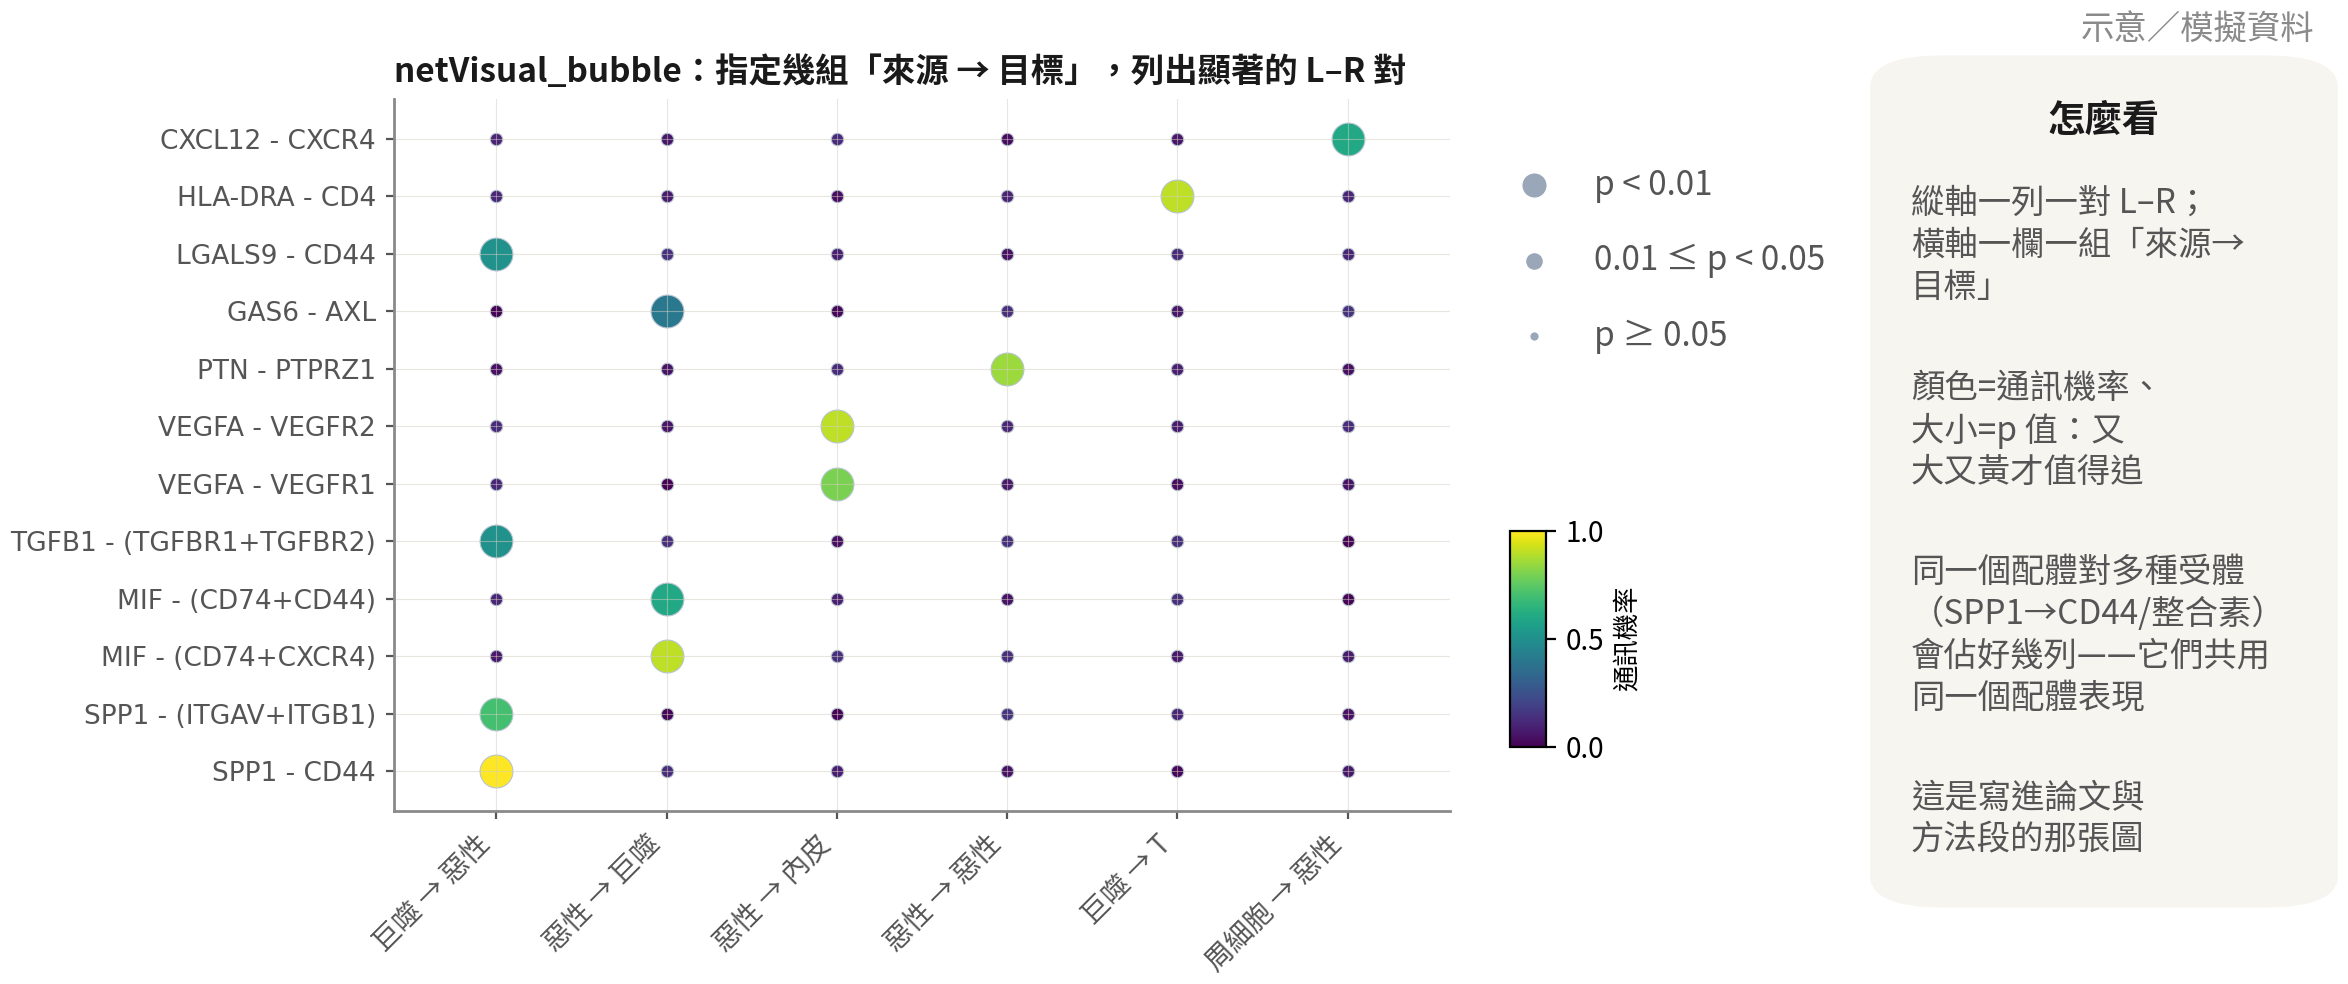 示意／模擬資料
netVisual_bubble：指定幾組「來源 → 目標」，列出顯著的 L–R 對
CXCL12 - CXCR4
HLA-DRA - CD4
LGALS9 - CD44
GAS6 - AXL
PTN - PTPRZ1
VEGFA - VEGFR2
VEGFA - VEGFR1
TGFB1 - (TGFBR1+TGFBR2)
MIF - (CD74+CD44)
MIF - (CD74+CXCR4)
SPP1 - (ITGAV+ITGB1)
SPP1 - CD44
巨噬 → 惡性
惡性 → 巨噬
惡性 → 內皮
惡性 → 惡性
巨噬 → T
周細胞 → 惡性
p < 0.01
0.01 ≤ p < 0.05
p ≥ 0.05
1.0
0.5
0.0
通訊機率
怎麼看
縱軸一列一對 L–R；
橫軸一欄一組「來源→
目標」
顏色=通訊機率、
大小=p 值：又
大又黃才值得追
同一個配體對多種受體
（SPP1→CD44/整合素）
會佔好幾列——它們共用
同一個配體表現
這是寫進論文與
方法段的那張圖